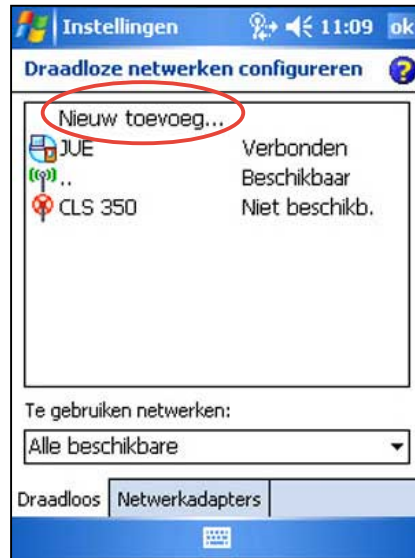 Instellingen 11:09 ok
Draadloze netwerken configureren ?
Nieuw toevoeg...
JUE Verbonden
.. Beschikbaar
CLS 350 Niet beschikb.
Te gebruiken netwerken:
Alle beschikbare
Draadloos Netwerkadapters